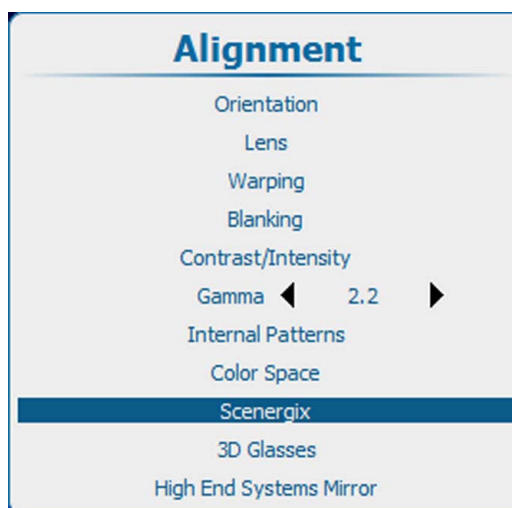 Alignment
Orientation
Lens
Warping
Blanking
Contrast/Intensity
Gamma 2.2
Internal Patterns
Color Space
Scenergix
3D Glasses
High End Systems Mirror